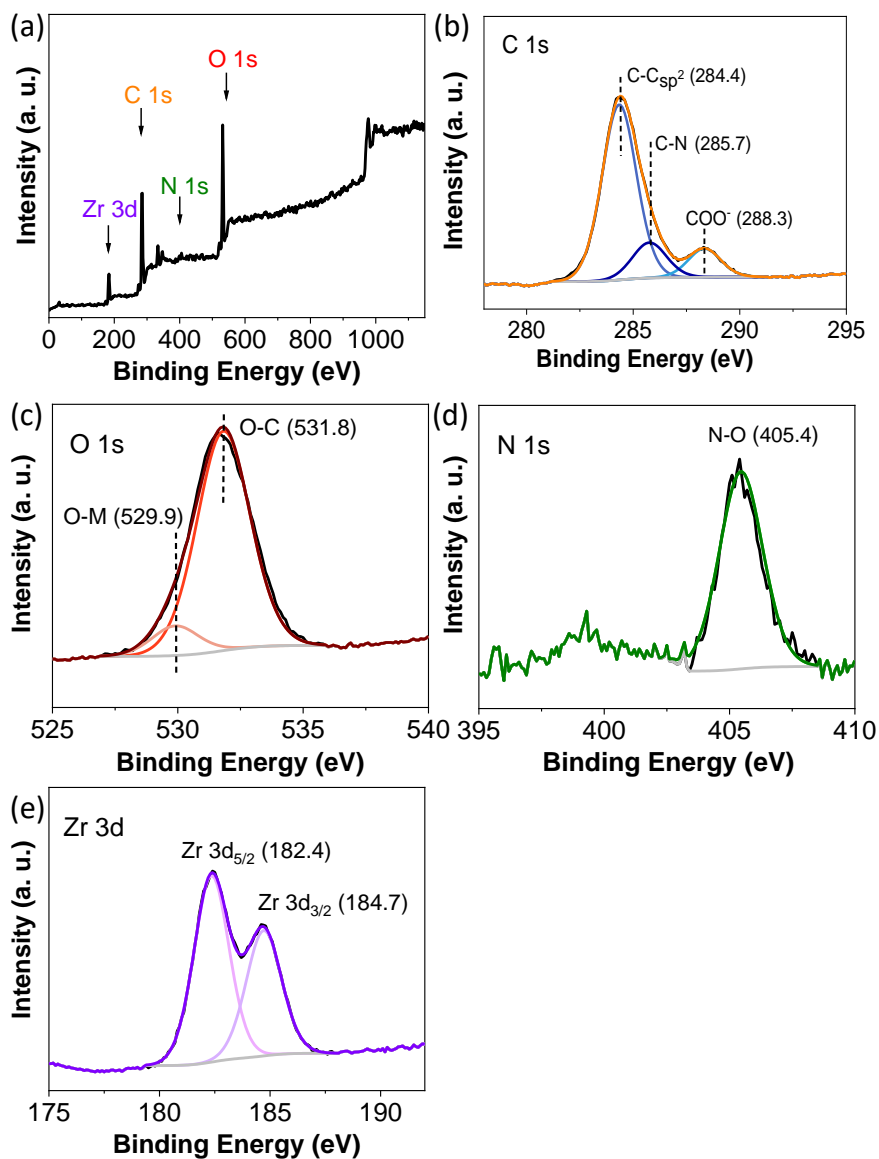 (a)
O 1s
C 1s
N 1s
Zr 3d
Intensity (a. u.)
0 200 400 600 800 1000
Binding Energy (eV)
(b)
C 1s
C-Csp² (284.4)
C-N (285.7)
COO⁻ (288.3)
Intensity (a. u.)
280 285 290 295
Binding Energy (eV)
(c)
O 1s
O-C (531.8)
O-M (529.9)
Intensity (a. u.)
525 530 535 540
Binding Energy (eV)
(d)
N 1s
N-O (405.4)
Intensity (a. u.)
395 400 405 410
Binding Energy (eV)
(e)
Zr 3d
Zr 3d5/2 (182.4)
Zr 3d3/2 (184.7)
Intensity (a. u.)
175 180 185 190
Binding Energy (eV)